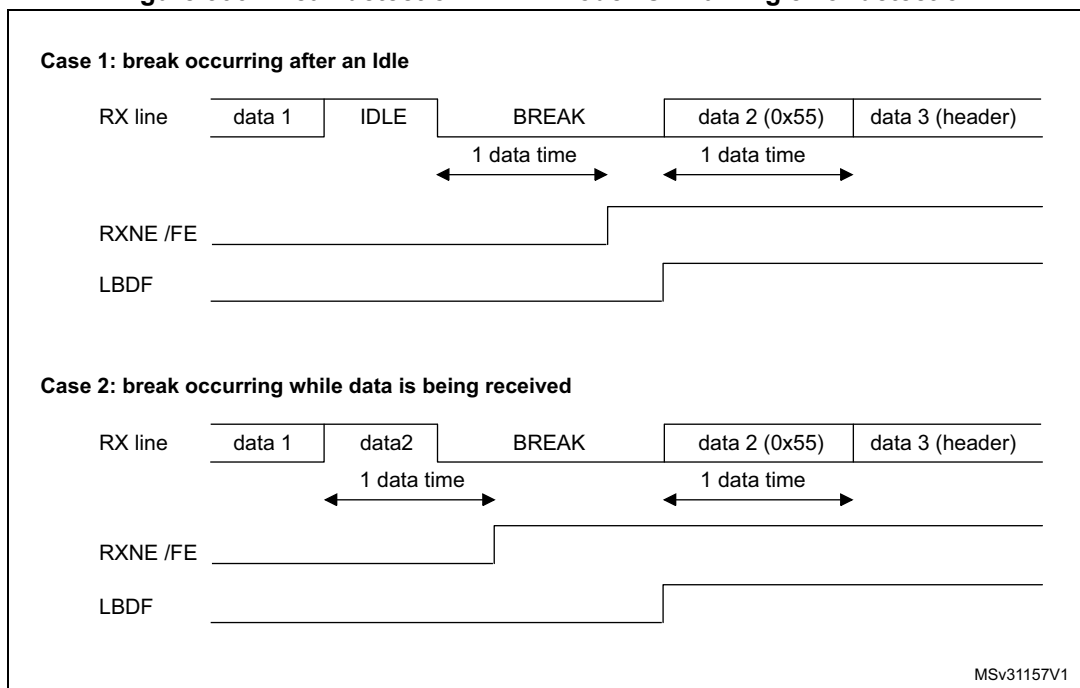 Case 1: break occurring after an Idle
RX line data 1 IDLE BREAK data 2 (0x55) data 3 (header)
1 data time 1 data time
RXNE /FE
LBDF
Case 2: break occurring while data is being received
RX line data 1 data2 BREAK data 2 (0x55) data 3 (header)
1 data time 1 data time
RXNE /FE
LBDF
MSv31157V1